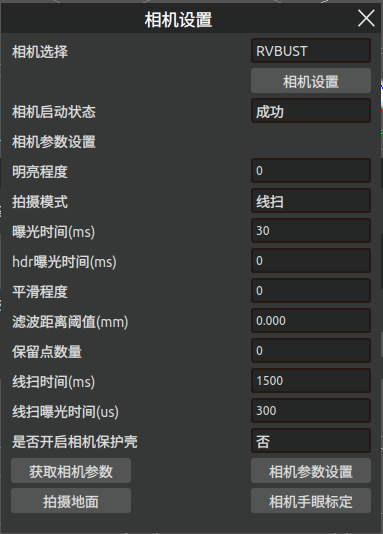 相机设置
相机选择 RVBUST
相机设置
相机启动状态 成功
相机参数设置
明亮程度 0
拍摄模式 线扫
曝光时间(ms) 30
hdr曝光时间(ms) 0
平滑程度 0
滤波距离阈值(mm) 0.000
保留点数量 0
线扫时间(ms) 1500
线扫曝光时间(us) 300
是否开启相机保护壳 否
获取相机参数 相机参数设置
拍摄地面 相机手眼标定